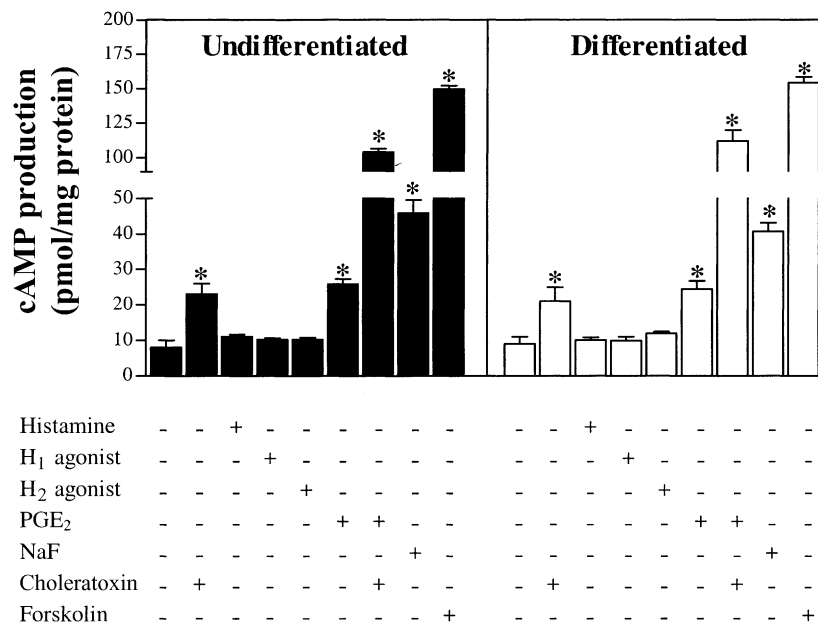 200
175
150
125
100
50
40
30
20
10
0
cAMP production
(pmol/mg protein)
Undifferentiated
* * * * *
Differentiated
* * * * *
Histamine - - + - - - - - - - - + - - - - - -
H1 agonist - - - + - - - - - - - - + - - - - -
H2 agonist - - - - + - - - - - - - - + - - - -
PGE2 - - - - - + + - - - - - - - + + - -
NaF - - - - - - - + - - - - - - - - + -
Choleratoxin - + - - - - + - - - + - - - - + - -
Forskolin - - - - - - - - + - - - - - - - - +